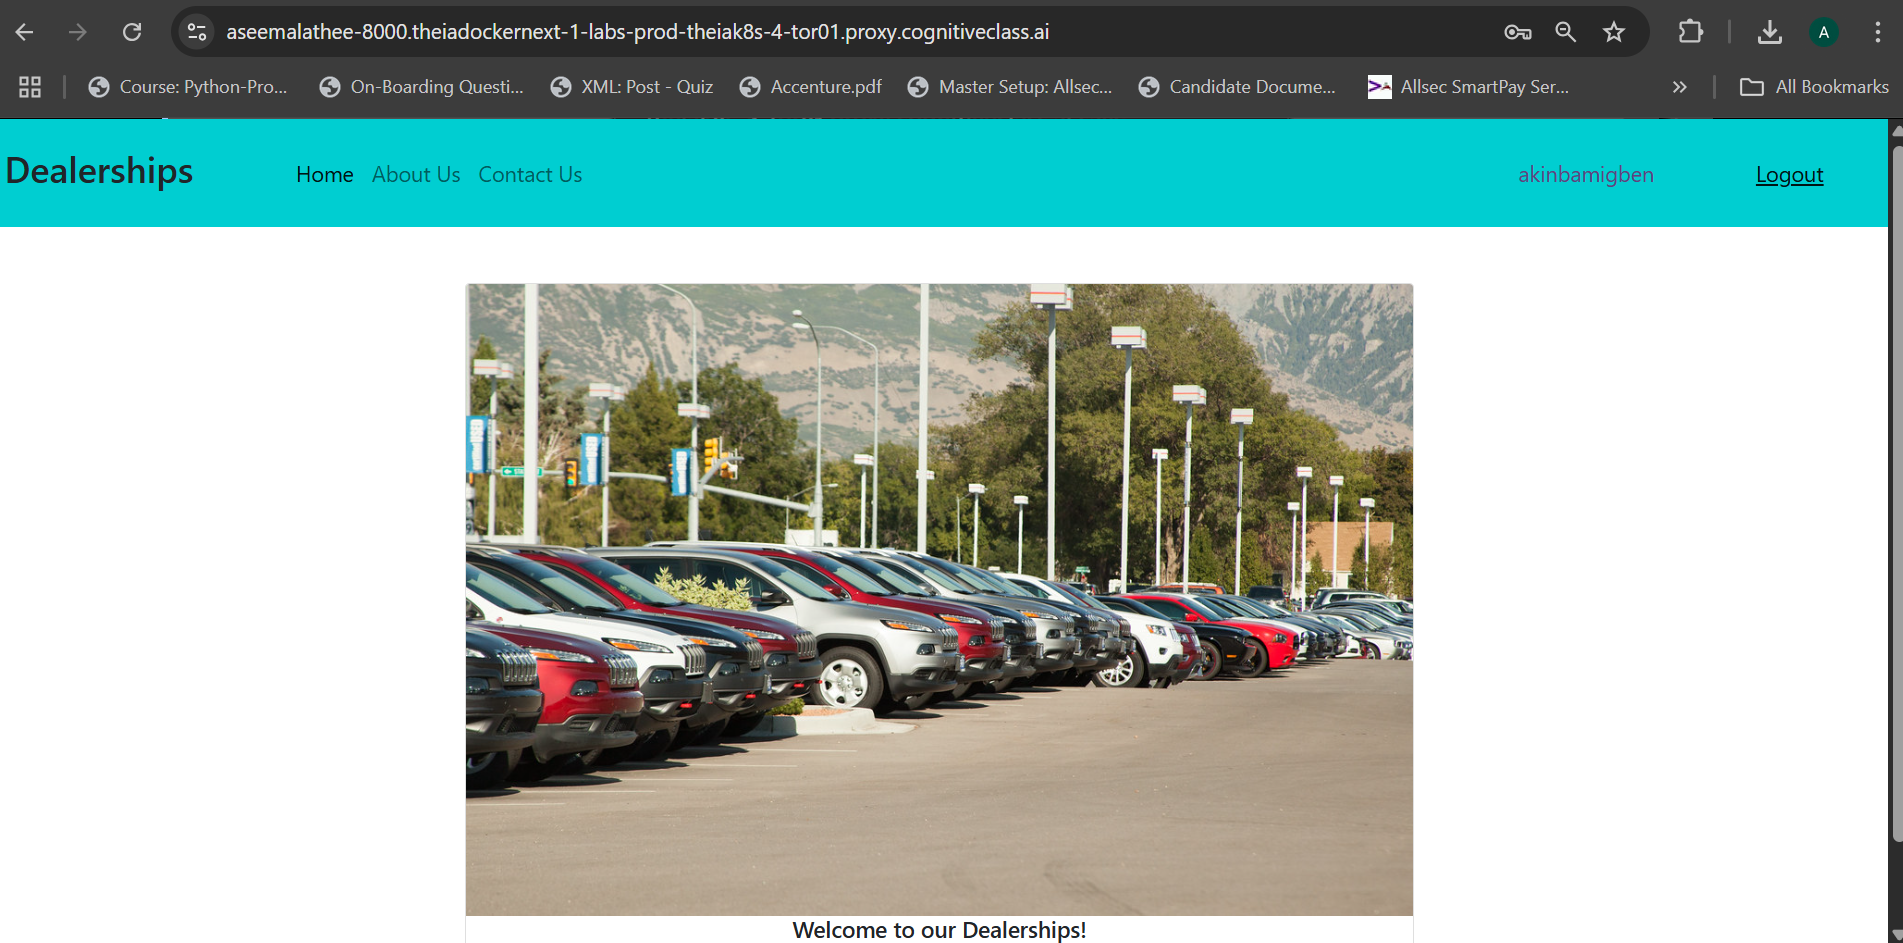 aseemalathee-8000.theiadockernext-1-labs-prod-theiak8s-4-tor01.proxy.cognitiveclass.ai
A
Course: Python-Pro... On-Boarding Questi... XML: Post - Quiz Accenture.pdf Master Setup: Allsec... Candidate Docume... Allsec SmartPay Ser... » All Bookmarks
Dealerships Home About Us Contact Us akinbamigben Logout
Welcome to our Dealerships!